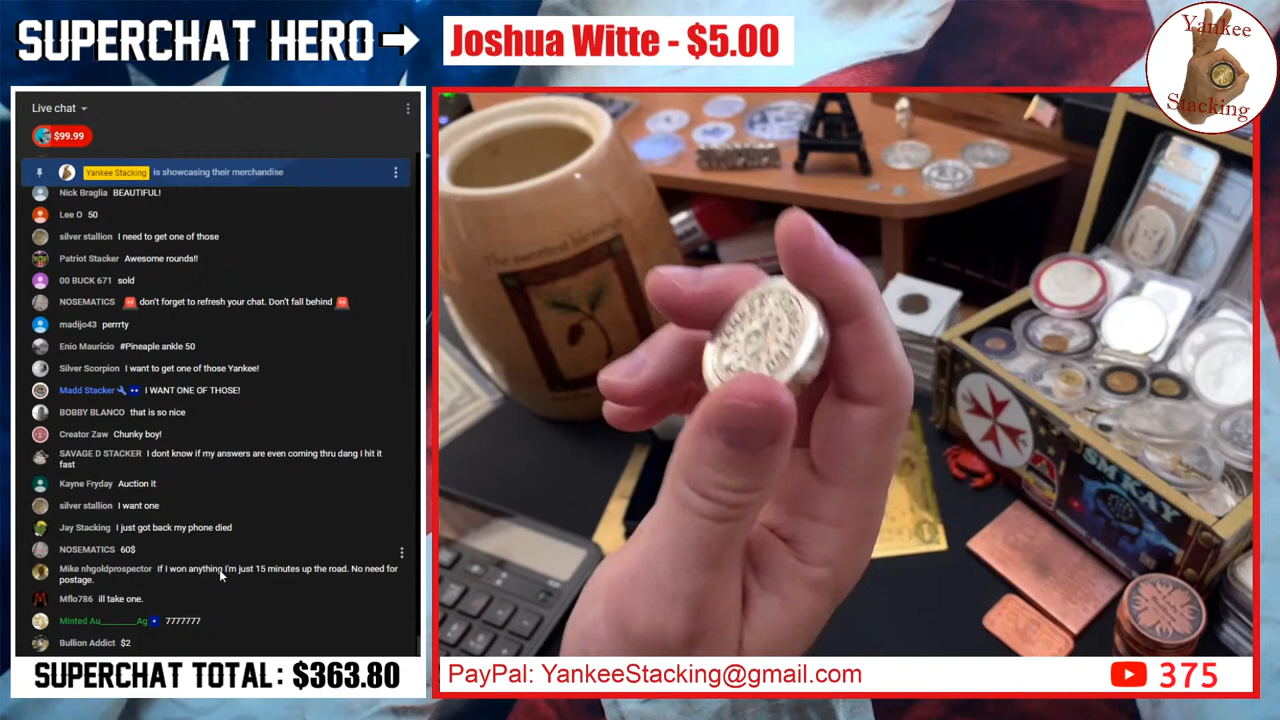 SUPERCHAT HERO
Joshua Witte - $5.00
Yankee
Stacking
Live chat
$99.99
Yankee Stacking is showcasing their merchandise
Nick Braglia BEAUTIFUL!
Lee O 50
silver stallion I need to get one of those
Patriot Stacker Awesome rounds!!
00 BUCK 671 sold
NOSEMATICS 🚨 don't forget to refresh your chat. Don't fall behind 🚨
madijo43 perrrty
Enio Maurício #Pineaple ankle 50
Silver Scorpion I want to get one of those Yankee!
Madd Stacker I WANT ONE OF THOSE!
BOBBY BLANCO that is so nice
Creator Zaw Chunky boy!
SAVAGE D STACKER I dont know if my answers are even coming thru dang I hit it
fast
Kayne Fryday Auction it
silver stallion I want one
Jay Stacking I just got back my phone died
NOSEMATICS 60$
Mike nhgoldprospector If I won anything I'm just 15 minutes up the road. No need for
postage.
Mflo786 ill take one.
Minted Au________Ag 7777777
Bullion Addict $2
SUPERCHAT TOTAL: $363.80
The sweetest blessings
SMKAY
PayPal: YankeeStacking@gmail.com
375